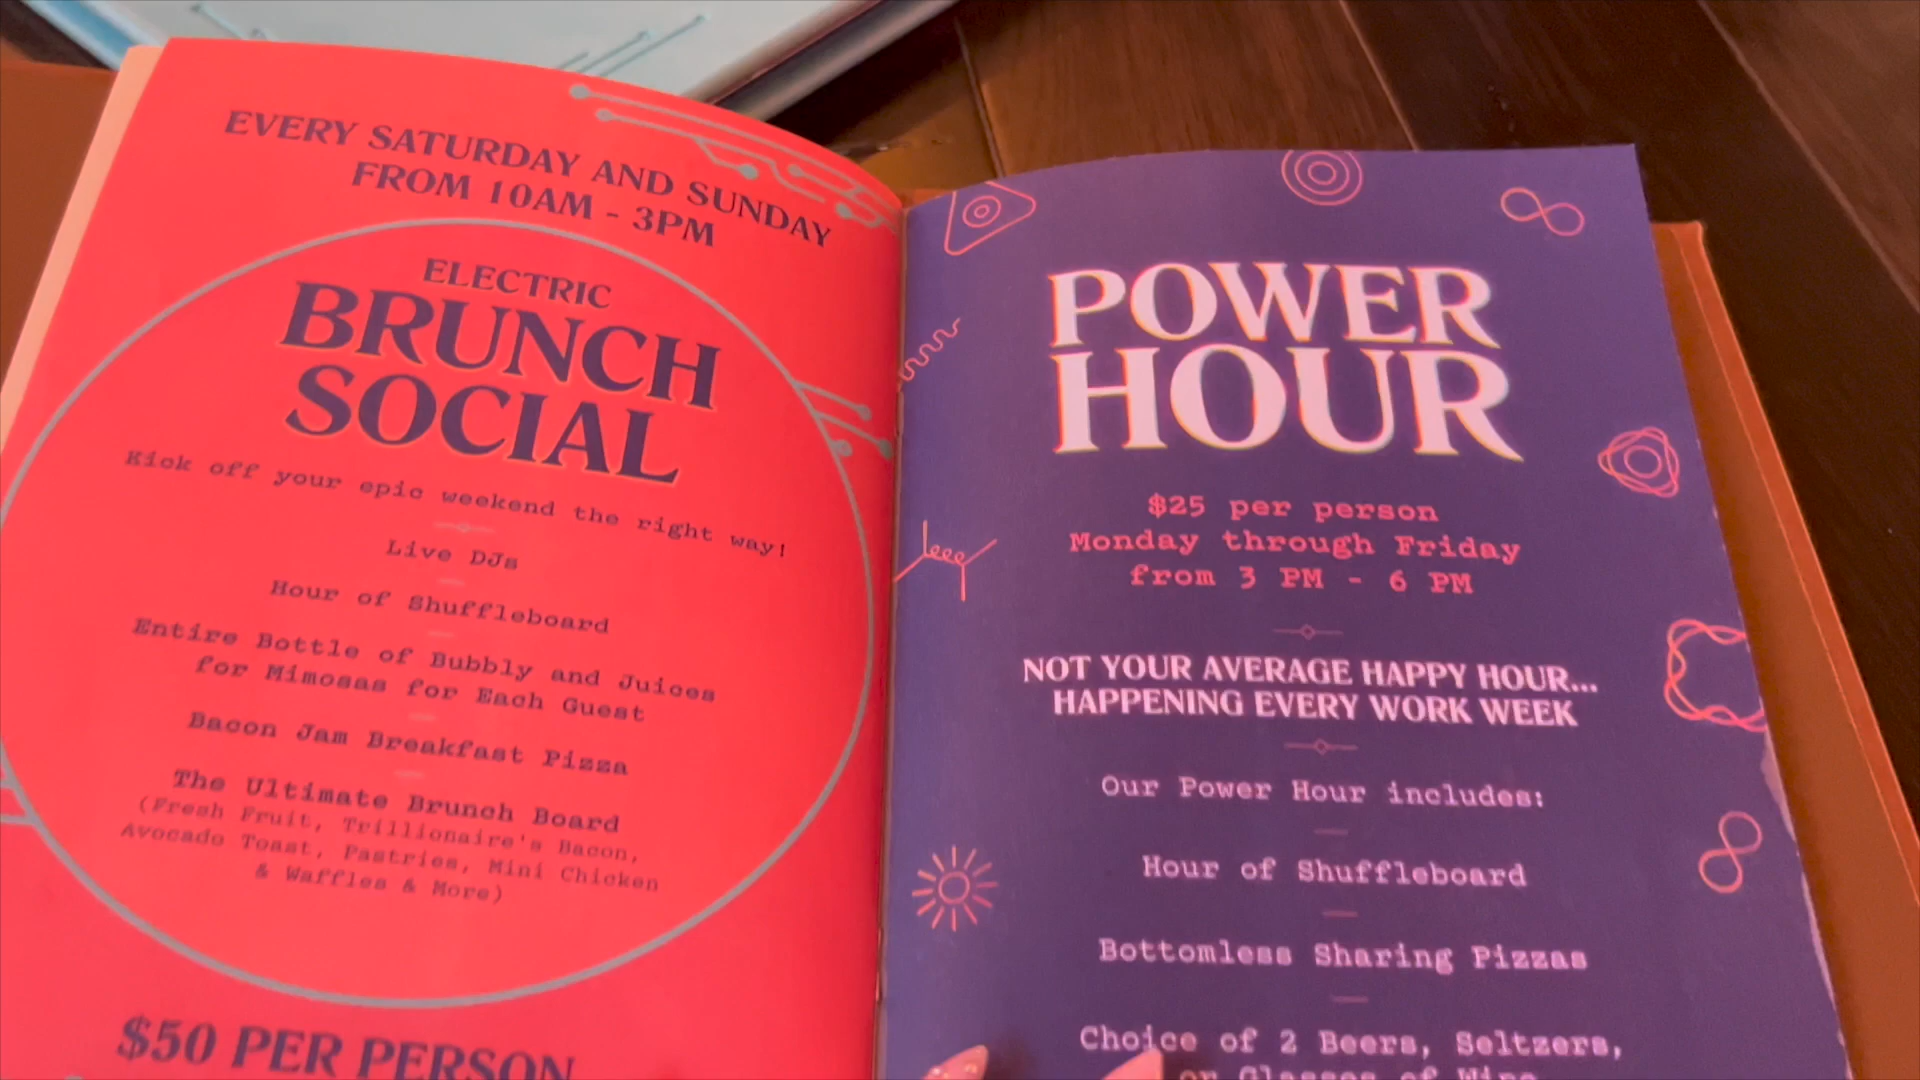 EVERY SATURDAY AND SUNDAY
FROM 10AM - 3PM
ELECTRIC
BRUNCH
SOCIAL
Kick off your epic weekend the right way!
Live DJs
Hour of Shuffleboard
Entire Bottle of Bubbly and Juices
for Mimosas for Each Guest
Bacon Jam Breakfast Pizza
The Ultimate Brunch Board
(Fresh Fruit, Trillionaire's Bacon,
Avocado Toast, Pastries, Mini Chicken
& Waffles & More)
$50 PER PERSON
POWER
HOUR
$25 per person
Monday through Friday
from 3 PM - 6 PM
NOT YOUR AVERAGE HAPPY HOUR...
HAPPENING EVERY WORK WEEK
Our Power Hour includes:
Hour of Shuffleboard
Bottomless Sharing Pizzas
Choice of 2 Beers, Seltzers,
or Glasses of Wine